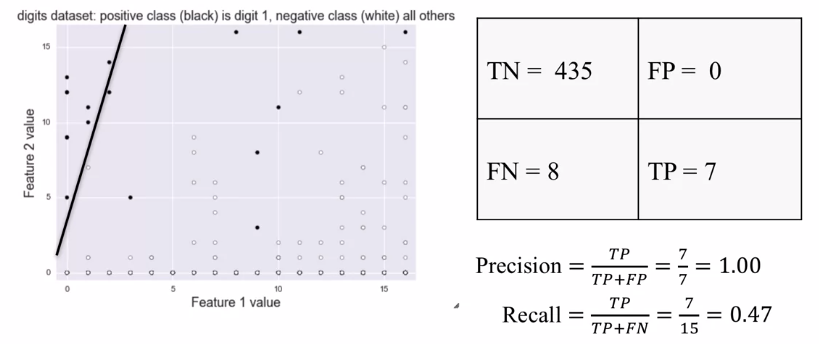 digits dataset: positive class (black) is digit 1, negative class (white) all others
15
10
5
0
Feature 2 value
0
5
10
15
Feature 1 value
TN = 435
FP = 0
FN = 8
TP = 7
Precision = TP/(TP+FP) = 7/7 = 1.00
Recall = TP/(TP+FN) = 7/15 = 0.47